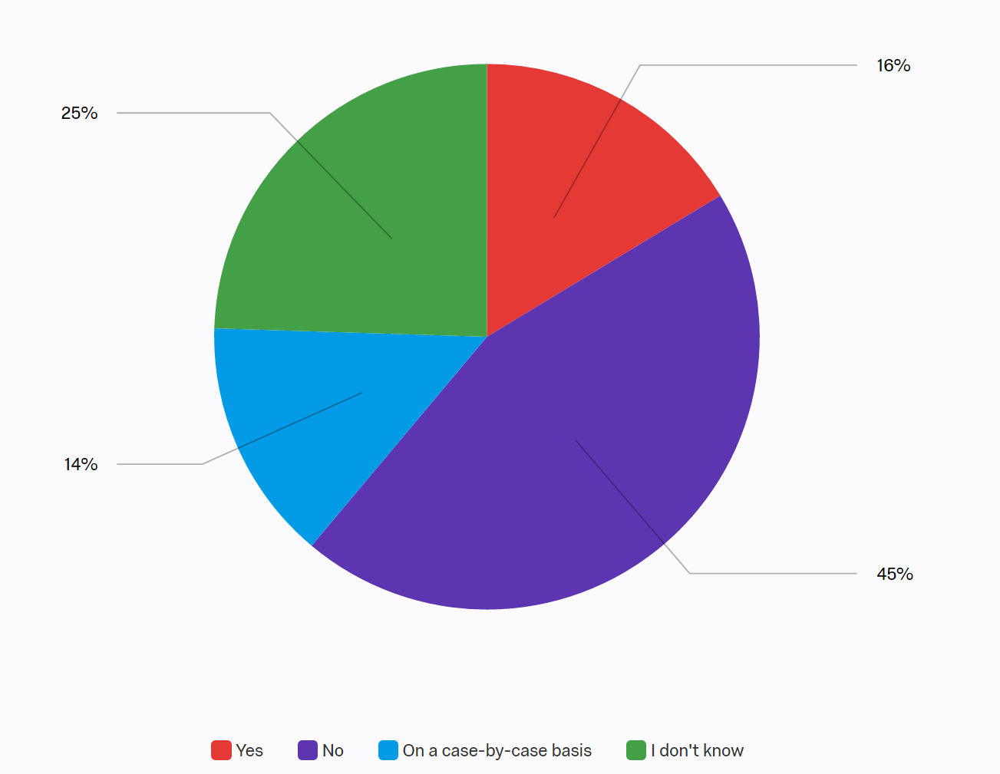 16%
25%
14%
45%
Yes No On a case-by-case basis I don't know